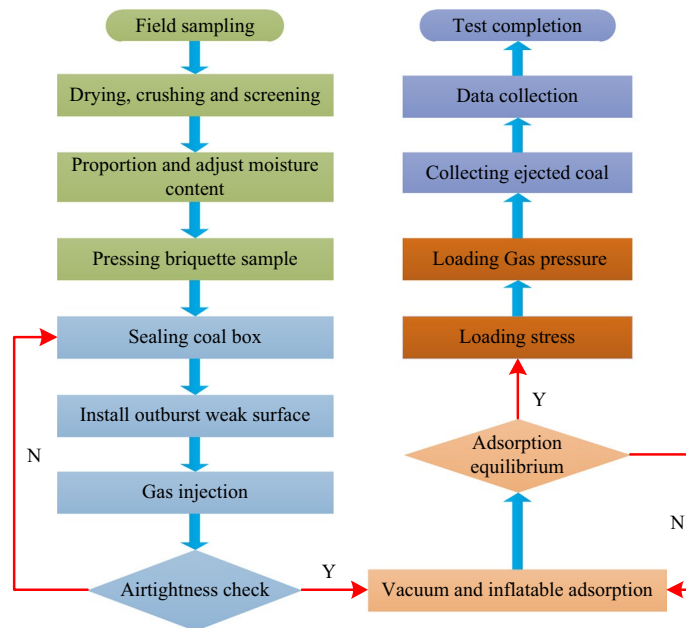 Field sampling
Drying, crushing and screening
Proportion and adjust moisture
content
Pressing briquette sample
Sealing coal box
Install outburst weak surface
N
Gas injection
Airtightness check
Y
Test completion
Data collection
Collecting ejected coal
Loading Gas pressure
Loading stress
Y
Adsorption
equilibrium
N
Vacuum and inflatable adsorption